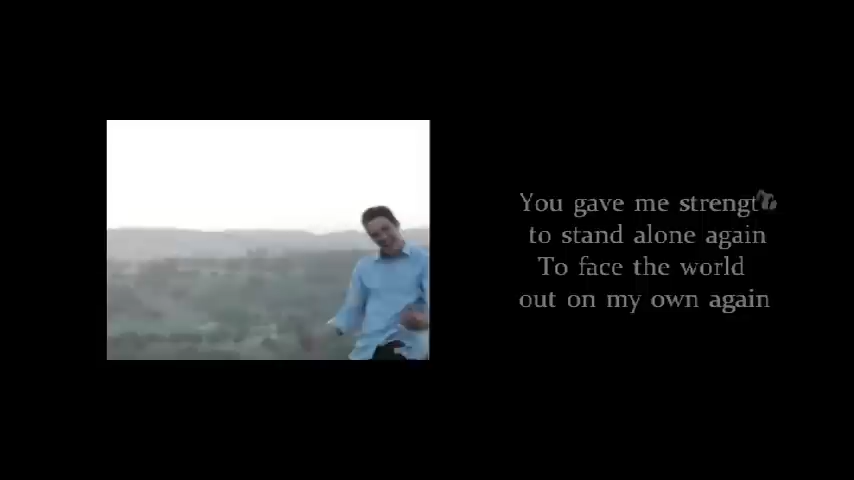 You gave me strength
to stand alone again
To face the world
out on my own again